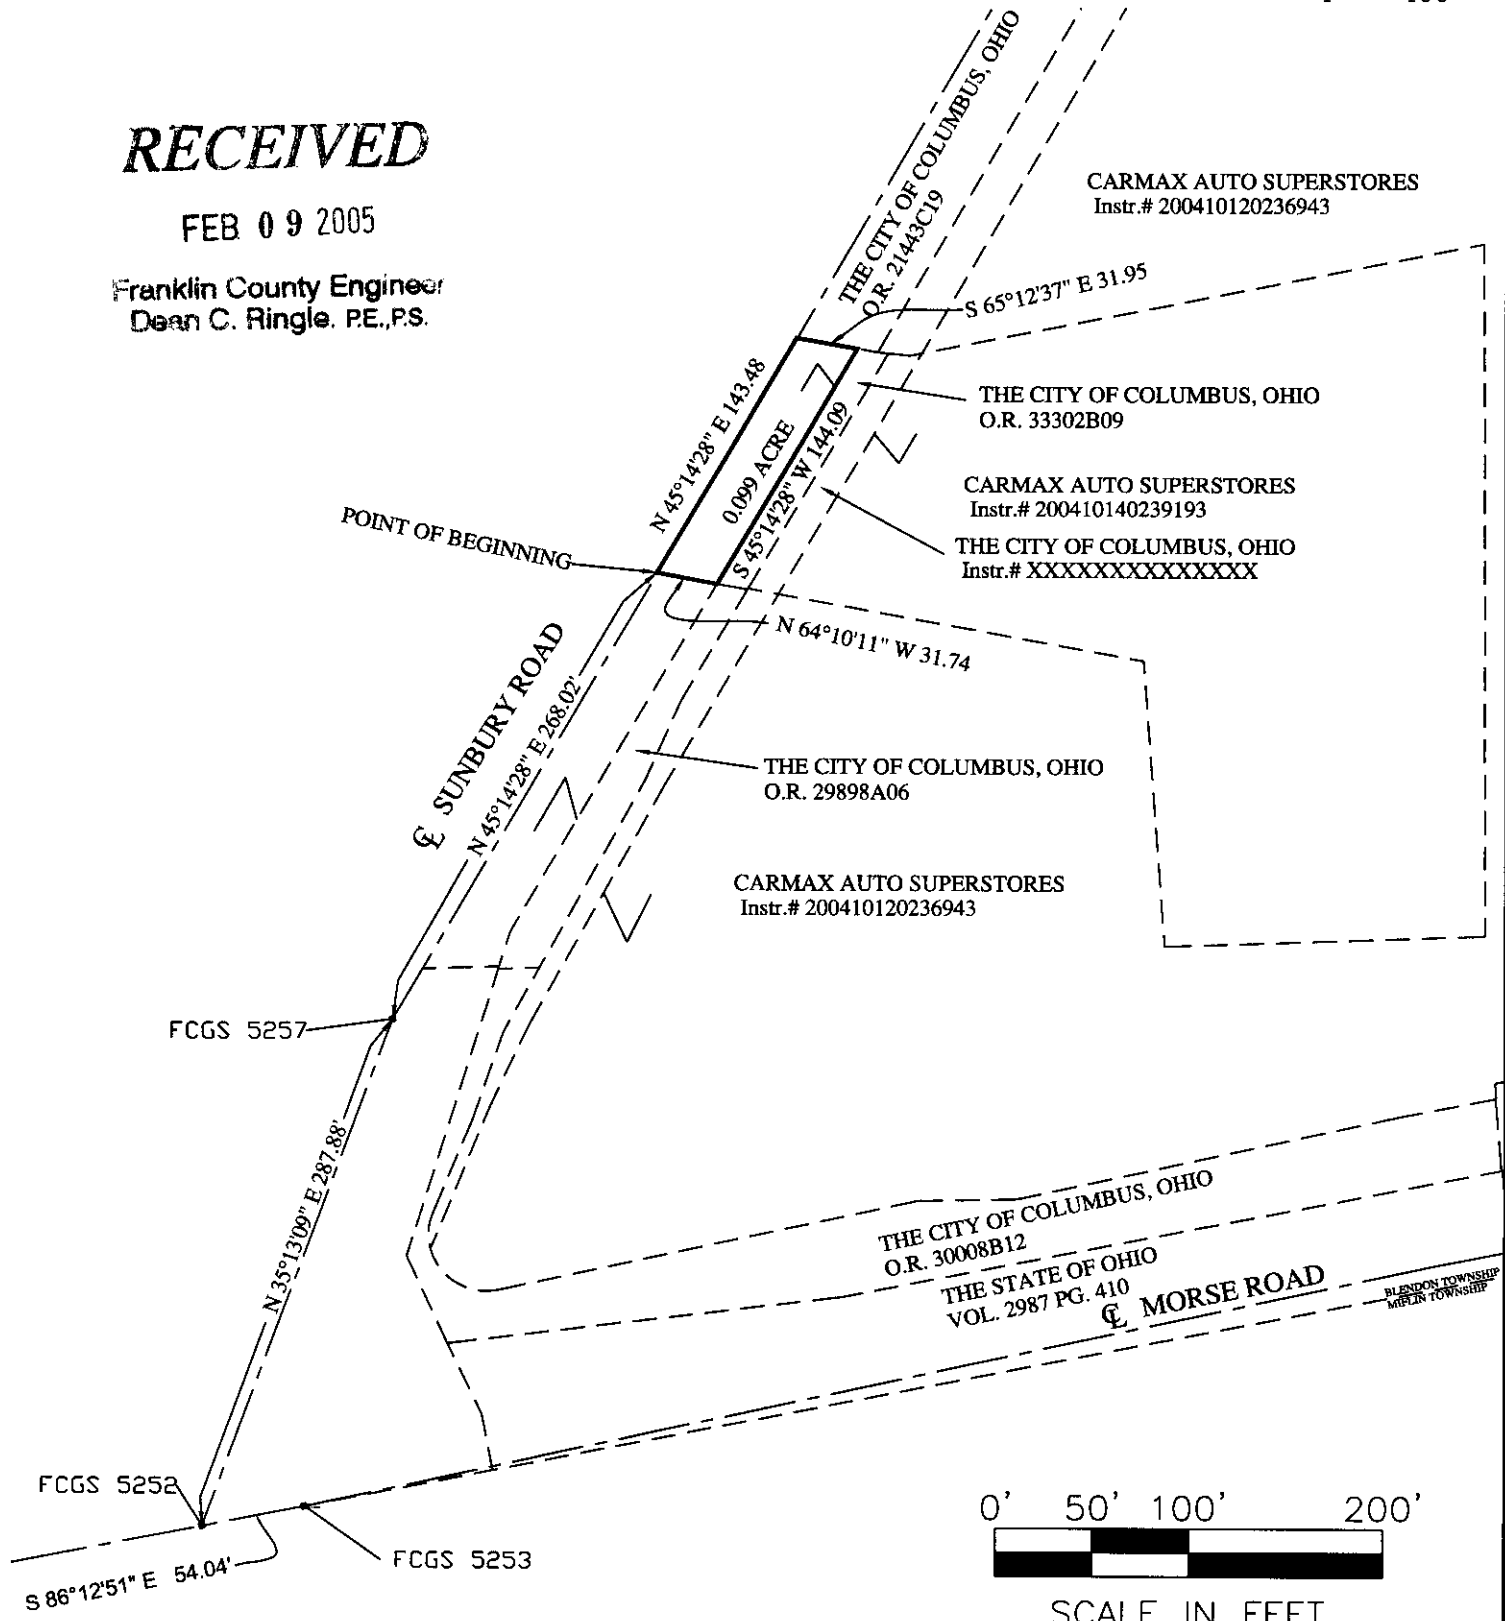 RECEIVED
FEB 09 2005
Franklin County Engineer
Dean C. Ringle. P.E.,P.S.
THE CITY OF COLUMBUS, OHIO
O.R. 21443C19
CARMAX AUTO SUPERSTORES
Instr.# 200410120236943
S 65°12'37" E 31.95
N 45°14'28" E 143.48
0.099 ACRE
S 45°14'28" W 144.09
THE CITY OF COLUMBUS, OHIO
O.R. 33302B09
CARMAX AUTO SUPERSTORES
Instr.# 200410140239193
POINT OF BEGINNING
THE CITY OF COLUMBUS, OHIO
Instr.# XXXXXXXXXXXXXX
N 64°10'11" W 31.74
℄ SUNBURY ROAD
N 45°14'28" E 268.02'
THE CITY OF COLUMBUS, OHIO
O.R. 29898A06
CARMAX AUTO SUPERSTORES
Instr.# 200410120236943
FCGS 5257
N 35°13'09" E 287.88'
THE CITY OF COLUMBUS, OHIO
O.R. 30008B12
THE STATE OF OHIO
VOL. 2987 PG. 410
℄ MORSE ROAD
BLENDON TOWNSHIP
MIFLIN TOWNSHIP
FCGS 5252
FCGS 5253
S 86°12'51" E 54.04'
0' 50' 100' 200'
SCALE IN FEET